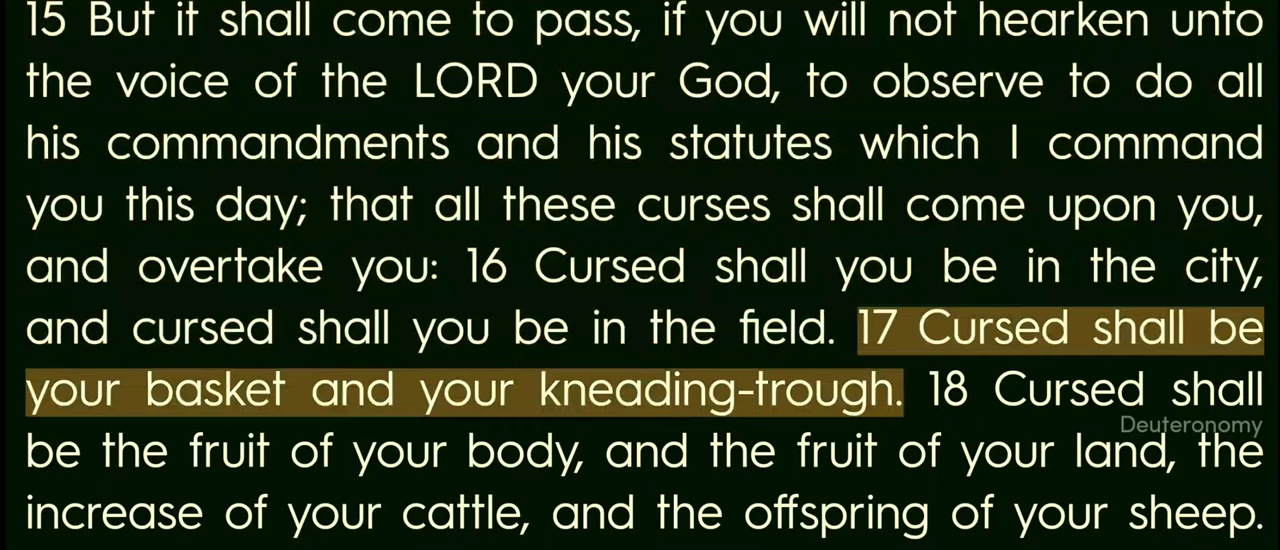 15 But it shall come to pass, if you will not hearken unto
the voice of the LORD your God, to observe to do all
his commandments and his statutes which I command
you this day; that all these curses shall come upon you,
and overtake you: 16 Cursed shall you be in the city,
and cursed shall you be in the field. 17 Cursed shall be
your basket and your kneading-trough. 18 Cursed shall
Deuteronomy
be the fruit of your body, and the fruit of your land, the
increase of your cattle, and the offspring of your sheep.